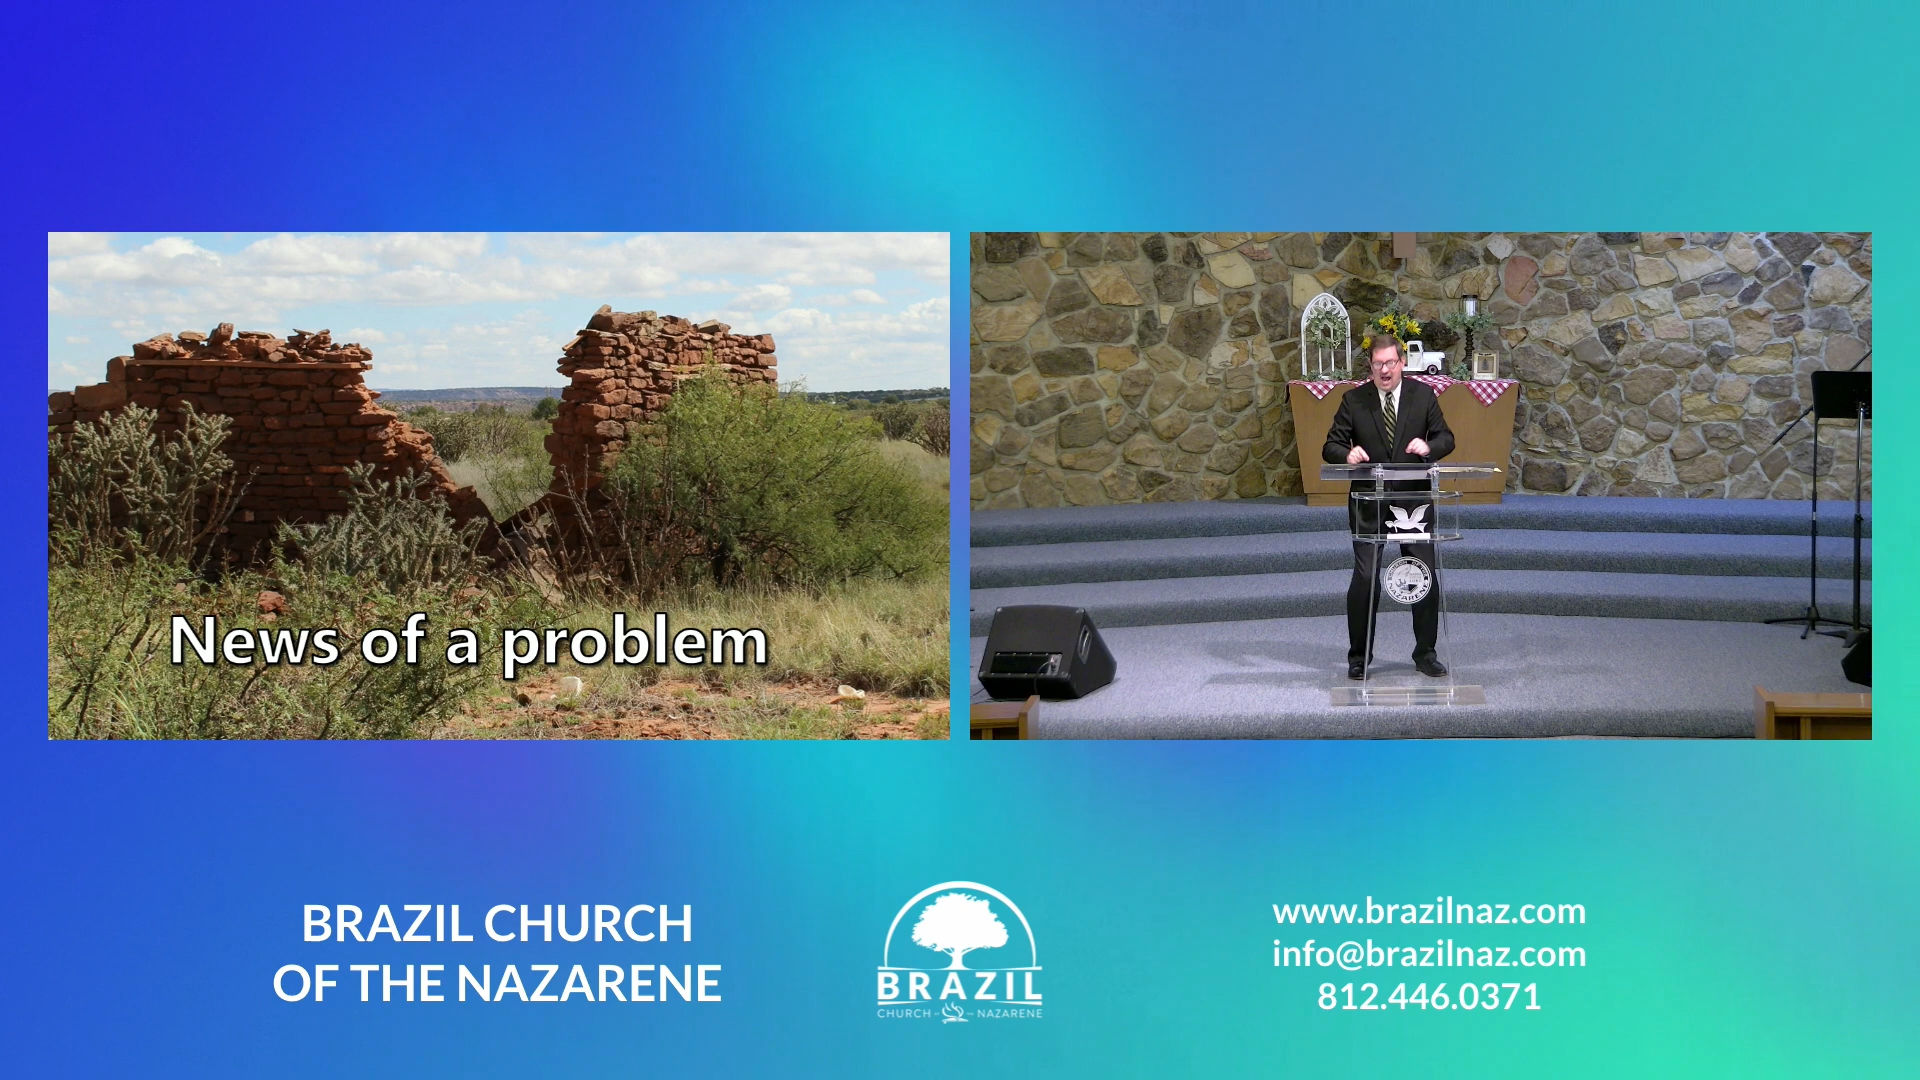 News of a problem
NAZARENE
BRAZIL CHURCH
OF THE NAZARENE
BRAZIL
CHURCH
NAZARENE
www.brazilnaz.com
info@brazilnaz.com
812.446.0371